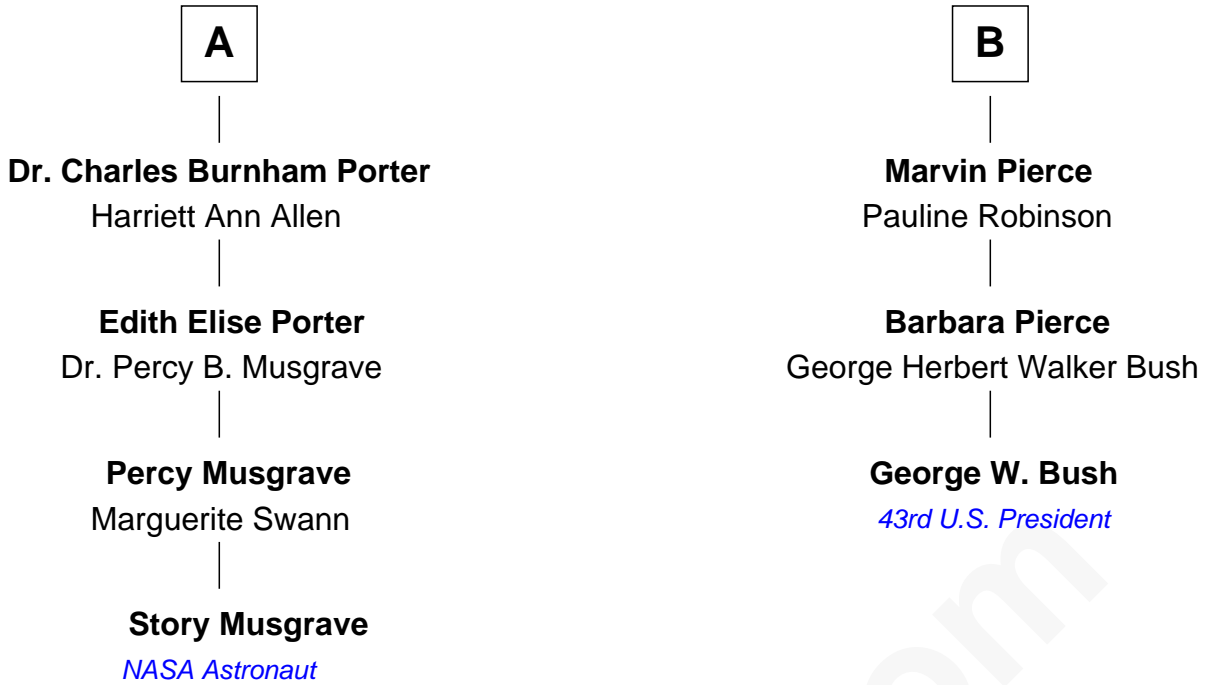 A
Dr. Charles Burnham Porter
Harriett Ann Allen
Edith Elise Porter
Dr. Percy B. Musgrave
Percy Musgrave
Marguerite Swann
Story Musgrave
NASA Astronaut
B
Marvin Pierce
Pauline Robinson
Barbara Pierce
George Herbert Walker Bush
George W. Bush
43rd U.S. President
om